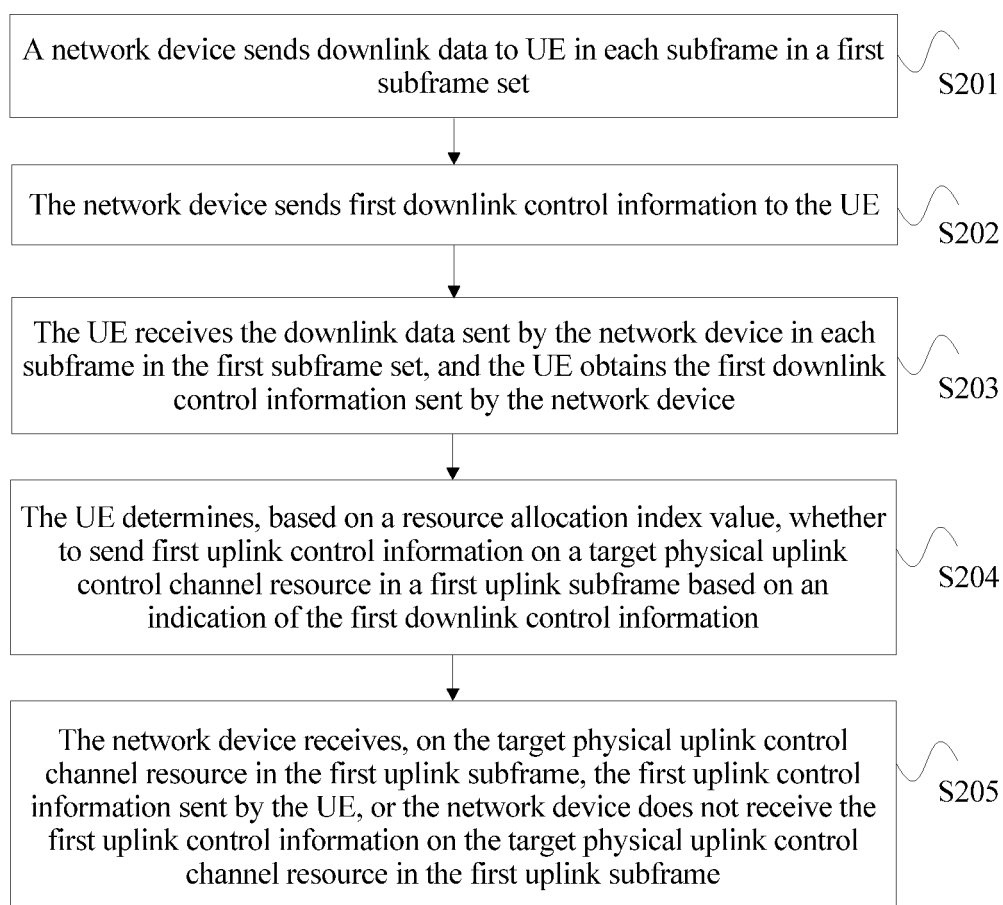 A network device sends downlink data to UE in each subframe in a first
subframe set
S201
The network device sends first downlink control information to the UE
S202
The UE receives the downlink data sent by the network device in each
subframe in the first subframe set, and the UE obtains the first downlink
control information sent by the network device
S203
The UE determines, based on a resource allocation index value, whether
to send first uplink control information on a target physical uplink
control channel resource in a first uplink subframe based on an
indication of the first downlink control information
S204
The network device receives, on the target physical uplink control
channel resource in the first uplink subframe, the first uplink control
information sent by the UE, or the network device does not receive the
first uplink control information on the target physical uplink control
channel resource in the first uplink subframe
S205